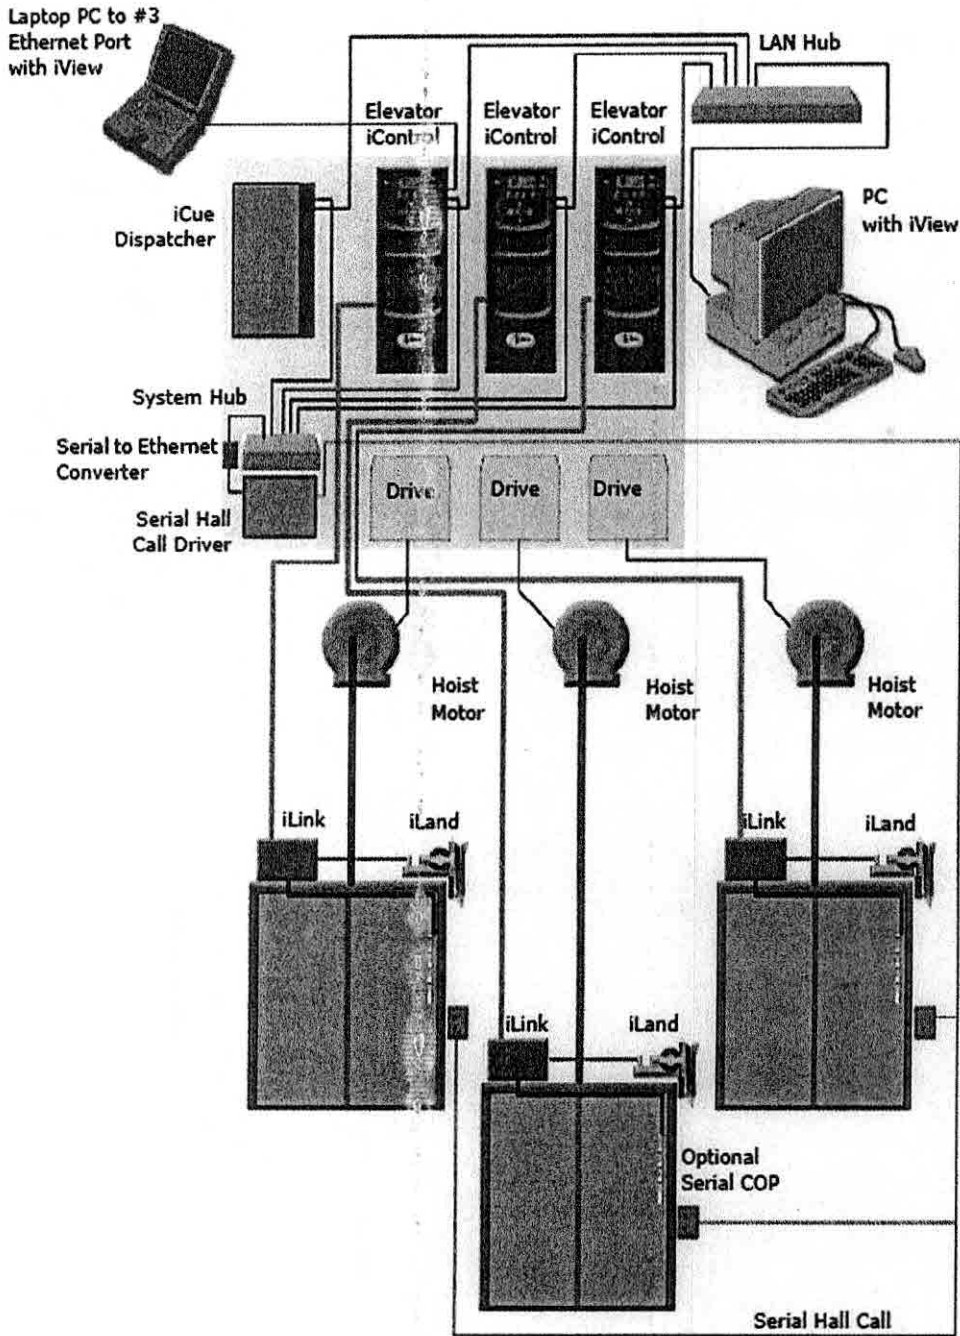 Laptop PC to #3
Ethernet Port
with iView
LAN Hub
Elevator
iControl
Elevator
iControl
Elevator
iControl
iCue
Dispatcher
PC
with iView
System Hub
Serial to Ethernet
Converter
Serial Hall
Call Driver
Drive
Drive
Drive
Hoist
Motor
Hoist
Motor
Hoist
Motor
iLink
iLand
iLink
iLand
iLink
iLand
Optional
Serial COP
Serial Hall Call